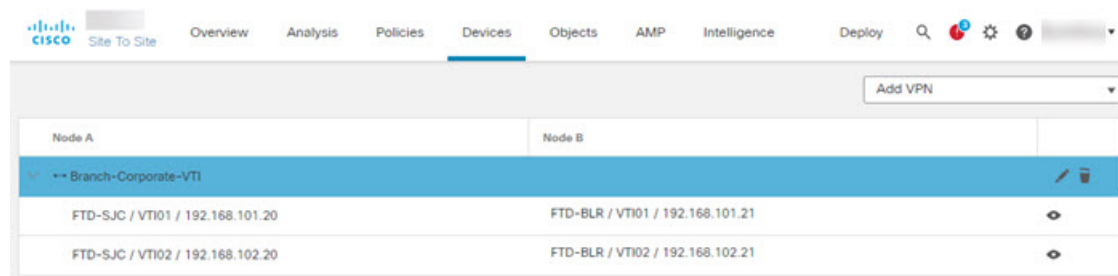 CISCO Site To Site Overview Analysis Policies Devices Objects AMP Intelligence Deploy 3
Add VPN
Node A Node B
Branch-Corporate-VTI
FTD-SJC / VTI01 / 192.168.101.20 FTD-BLR / VTI01 / 192.168.101.21
FTD-SJC / VTI02 / 192.168.102.20 FTD-BLR / VTI02 / 192.168.102.21